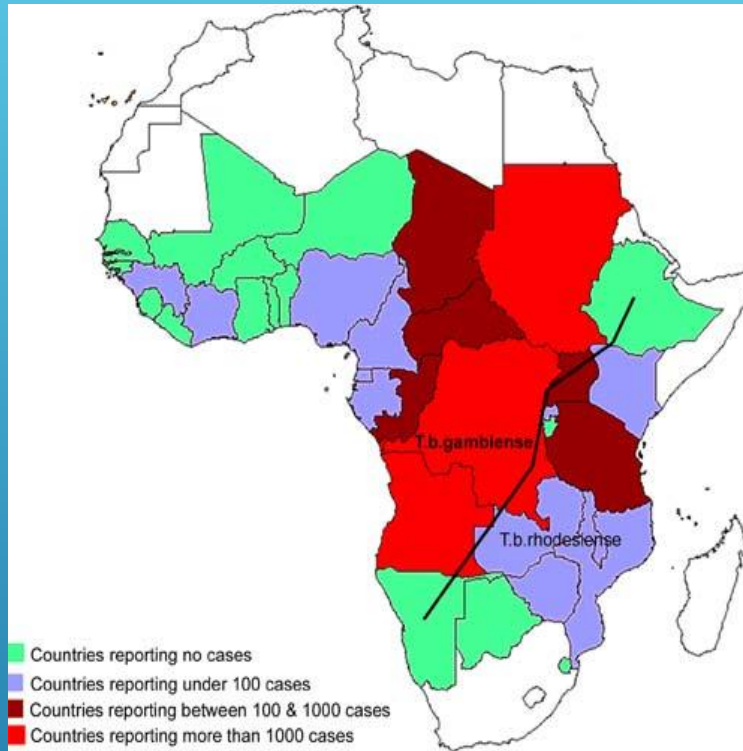 T.b.gambiense
T.b.rhodesiense
Countries reporting no cases
Countries reporting under 100 cases
Countries reporting between 100 & 1000 cases
Countries reporting more than 1000 cases